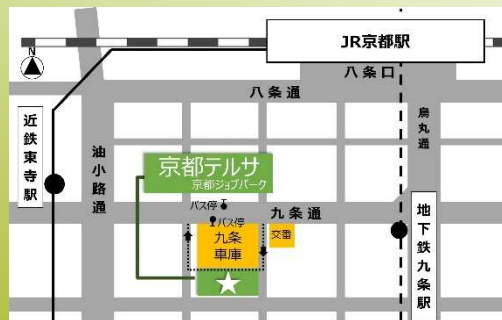 JR京都駅
N
八条口
八条通
近鉄東寺駅
油小路通
烏丸通
京都テルサ
京都ジョブパーク
バス停
九条通
バス停
九条
車庫
交番
地下鉄九条駅